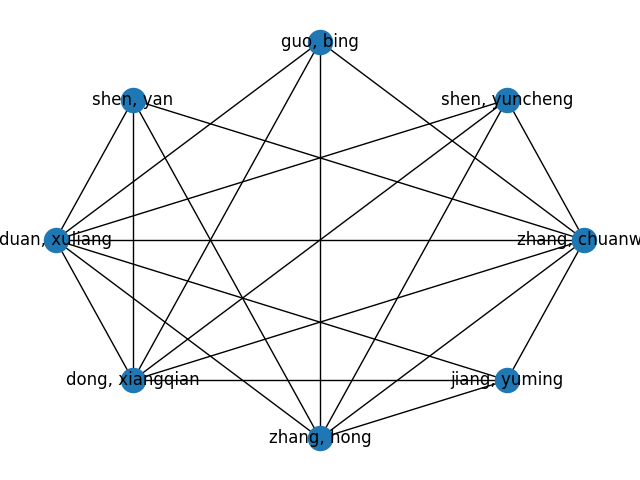 guo, bing
shen, yan
shen, yuncheng
duan, xuliang
zhang, chuanw
dong, xiangqian
jiang, yuming
zhang, hong